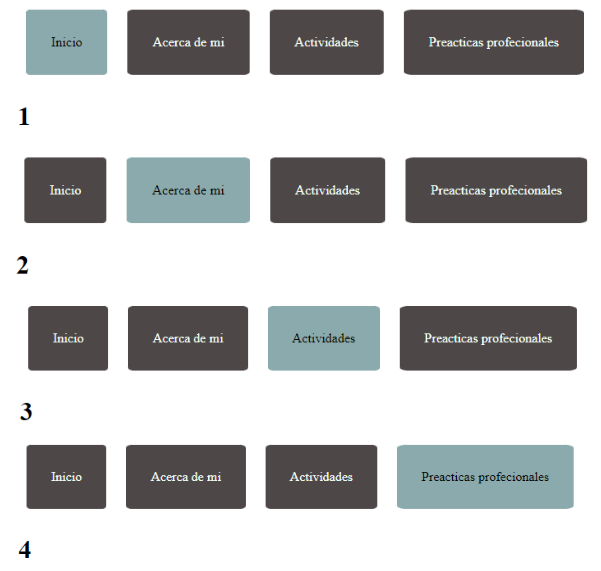 Inicio Acerca de mi Actividades Preacticas profecionales
1
Inicio Acerca de mi Actividades Preacticas profecionales
2
Inicio Acerca de mi Actividades Preacticas profecionales
3
Inicio Acerca de mi Actividades Preacticas profecionales
4